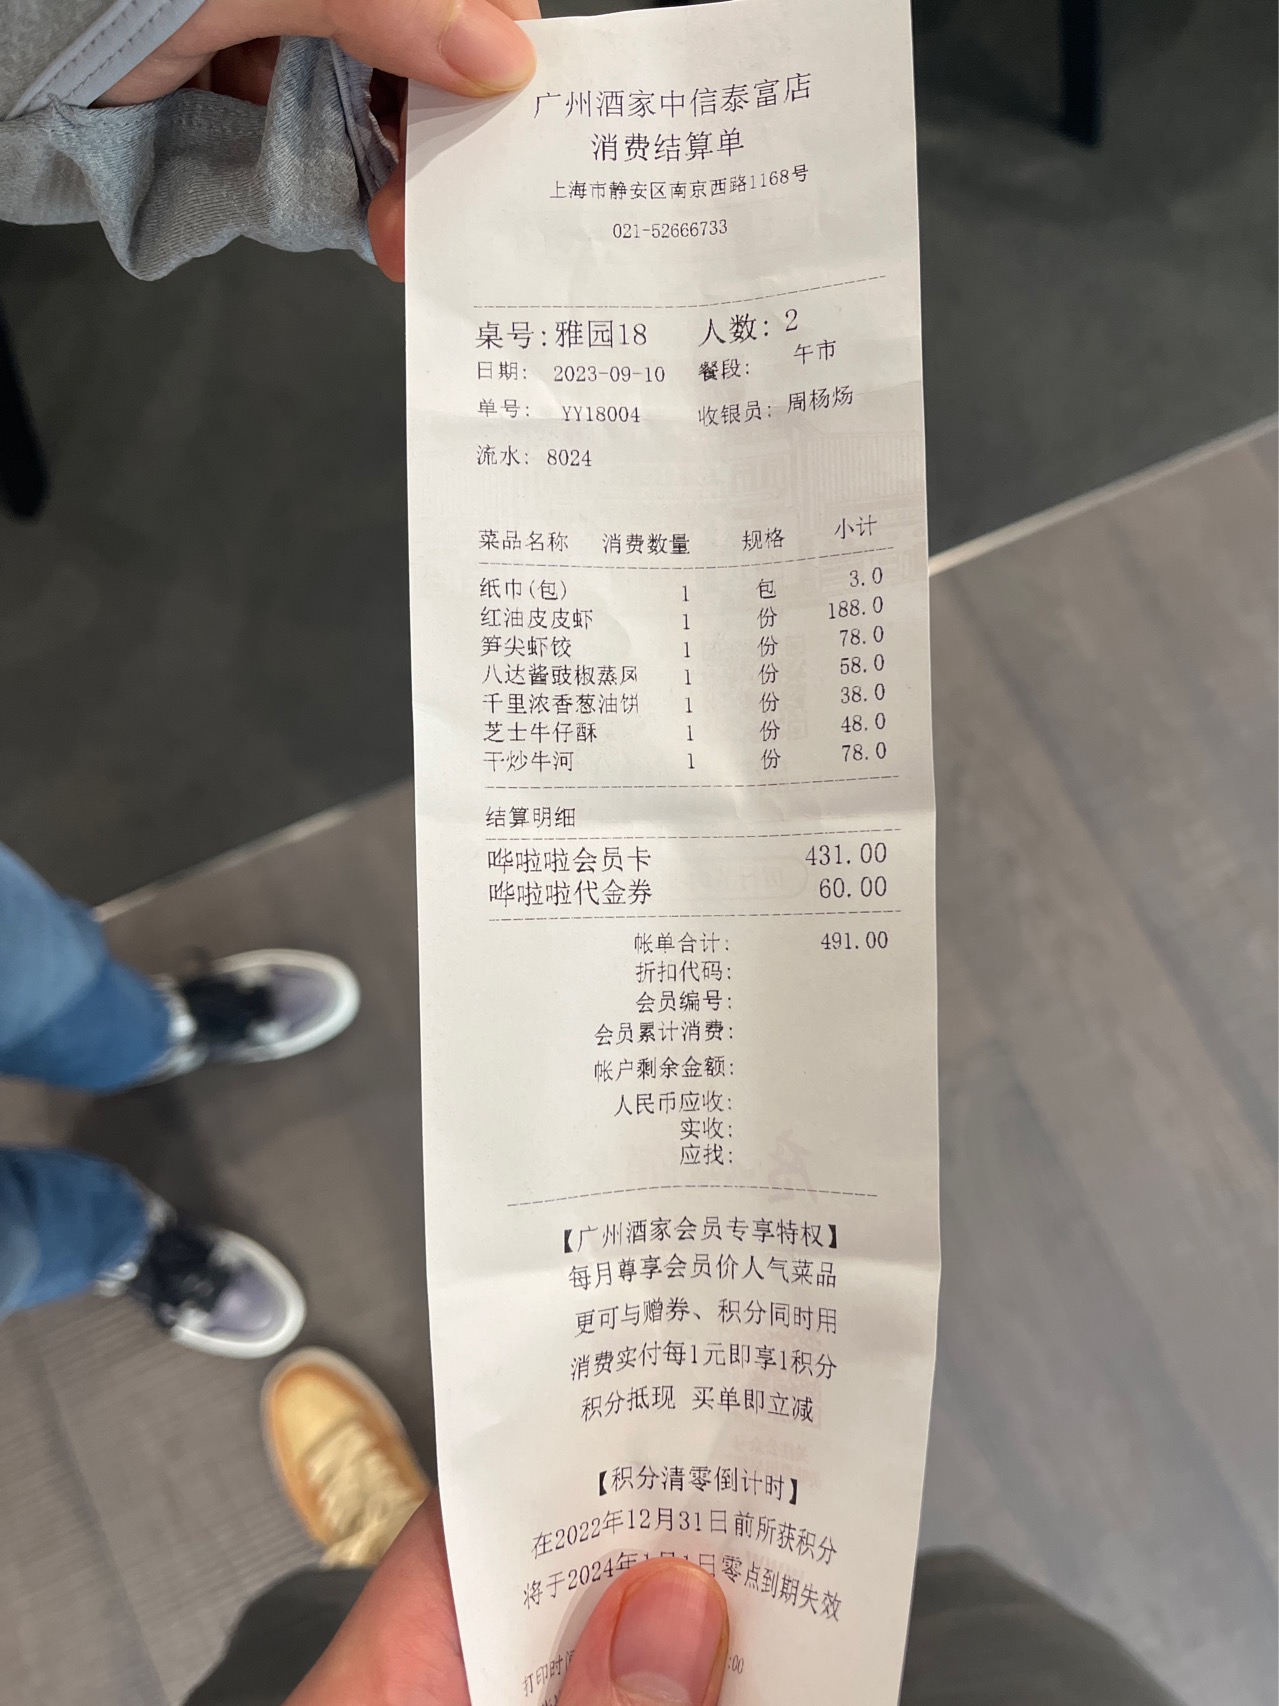 广州酒家中信泰富店
消费结算单
上海市静安区南京西路1168号
021-52666733
桌号:雅园18 人数: 2
日期: 2023-09-10 餐段: 午市
单号: YY18004 收银员: 周杨炀
流水: 8024
菜品名称 消费数量 规格 小计
纸巾(包) 1 包 3.0
红油皮皮虾 1 份 188.0
笋尖虾饺 1 份 78.0
八达酱豉椒蒸凤 1 份 58.0
千里浓香葱油饼 1 份 38.0
芝士牛仔酥 1 份 48.0
干炒牛河 1 份 78.0
结算明细
哗啦啦会员卡 431.00
哗啦啦代金券 60.00
帐单合计: 491.00
折扣代码:
会员编号:
会员累计消费:
帐户剩余金额:
人民币应收:
实收:
应找:
【广州酒家会员专享特权】
每月尊享会员价人气菜品
更可与赠券、积分同时用
消费实付每1元即享1积分
积分抵现 买单即立减
【积分清零倒计时】
在2022年12月31日前所获积分
将于2024年1月1日零点到期失效
打印时间 :00